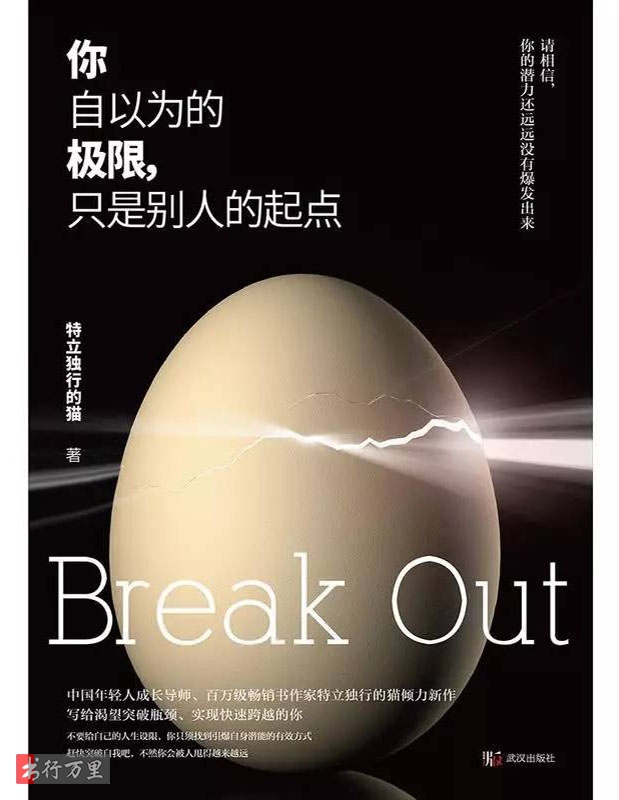 你
自以为的
极限，
只是别人的起点
请相信，
你的潜力还远远没有爆发出来
特立独行的猫 著
Break Out
中国年轻人成长导师、百万级畅销书作家特立独行的猫倾力新作
写给渴望突破瓶颈、实现快速跨越的你
不要给自己的人生设限，你只须找到引爆自身潜能的有效方式
赶快突破自我吧，不然你会被人甩得越来越远
武汉出版社
书行万里